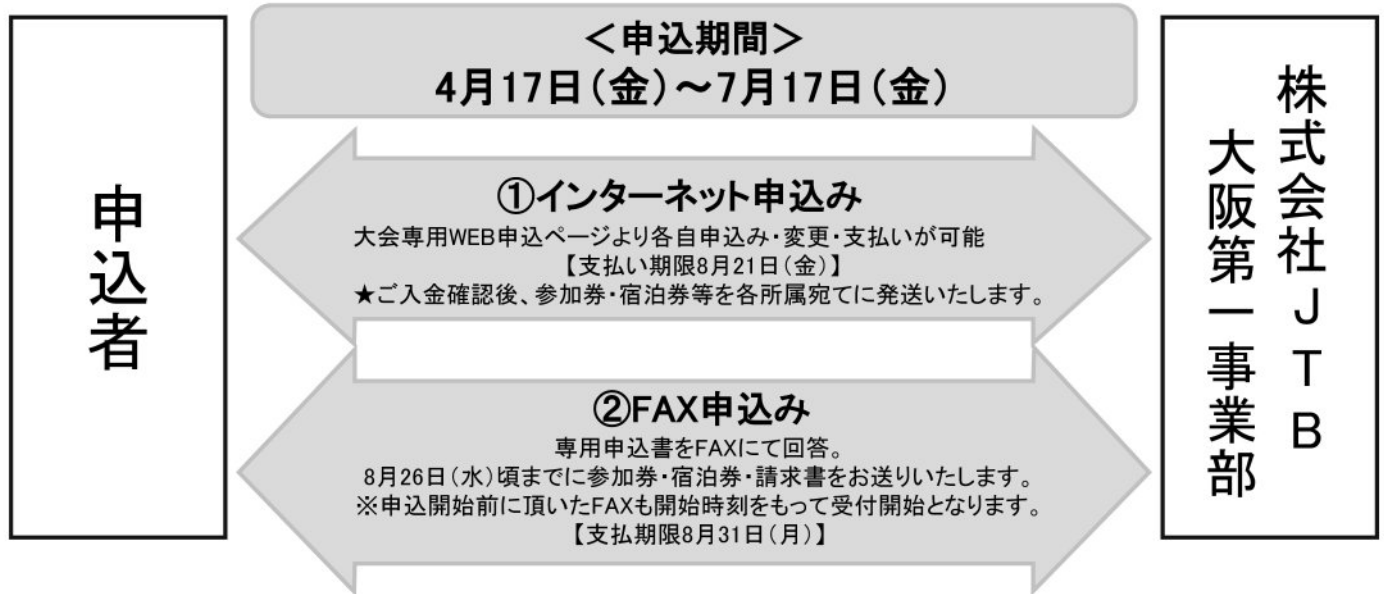 申込者
＜申込期間＞
4月17日（金）～7月17日（金）
①インターネット申込み
大会専用WEB申込ページより各自申込み・変更・支払いが可能
【支払い期限8月21日（金）】
★ご入金確認後、参加券・宿泊券等を各所属宛てに発送いたします。
②FAX申込み
専用申込書をFAXにて回答。
8月26日（水）頃までに参加券・宿泊券・請求書をお送りいたします。
※申込開始前に頂いたFAXも開始時刻をもって受付開始となります。
【支払期限8月31日（月）】
株式会社ＪＴＢ
大阪第一事業部